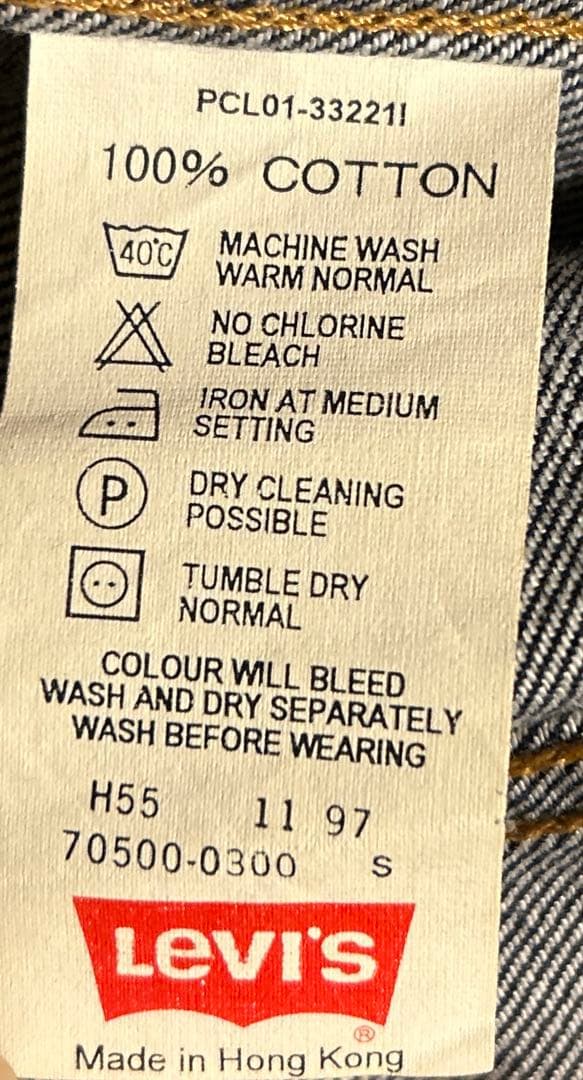 PCL01-33221I
100% COTTON
40°C MACHINE WASH
WARM NORMAL
NO CHLORINE
BLEACH
IRON AT MEDIUM
SETTING
P DRY CLEANING
POSSIBLE
TUMBLE DRY
NORMAL
COLOUR WILL BLEED
WASH AND DRY SEPARATELY
WASH BEFORE WEARING
H55 11 97
70500-0300 S
LEVI'S
®
Made in Hong Kong